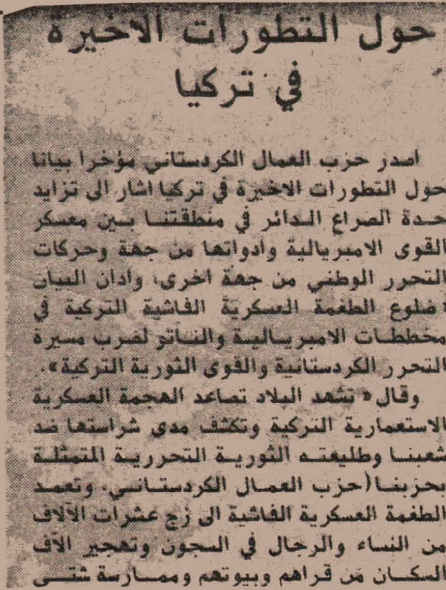 حول التطورات الاخيرة
في تركيا
اصدر حزب العمال الكردستاني مؤخرا بيانا
حول التطورات الاخيرة في تركيا اشار الى تزايد
حدة الصراع الدائر في منطقتنا بين معسكر
القوى الامبريالية وأدواتها من جهة وحركات
التحرر الوطني من جهة اخرى، وادان البيان
«ضلوع الطغمة العسكرية الفاشية التركية في
مخططات الامبريالية والناتو لضرب مسيرة
التحرر الكردستانية والقوى الثورية التركية».
وقال « تشهد البلاد تصاعد الهجمة العسكرية
الاستعمارية التركية وتكشف مدى شراستها ضد
شعبنا وطليعته الثورية التحررية المتمثلة
بحزبنا (حزب العمال الكردستاني. وتعمد
الطغمة العسكرية الفاشية الى زج عشرات الآلاف
من النساء والرجال في السجون وتهجير الآف
السكان من قراهم وبيوتهم وممارسة شتى